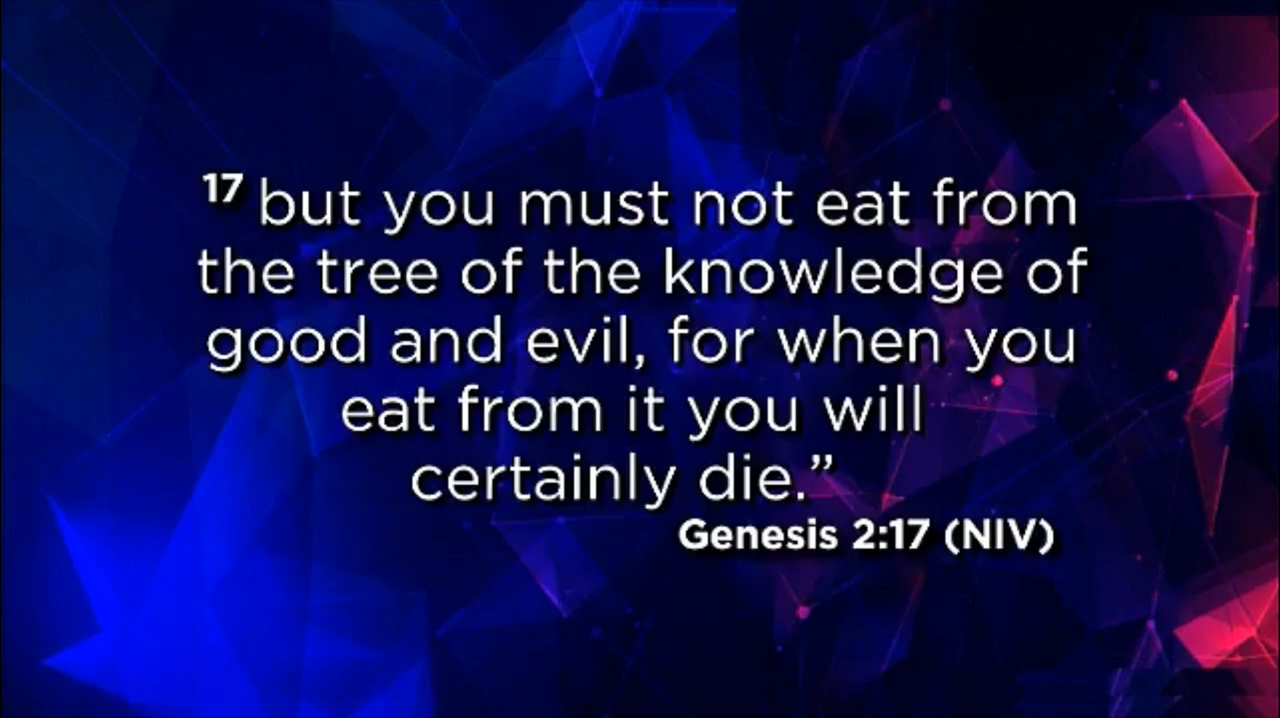 17 but you must not eat from
the tree of the knowledge of
good and evil, for when you
eat from it you will
certainly die.”
Genesis 2:17 (NIV)